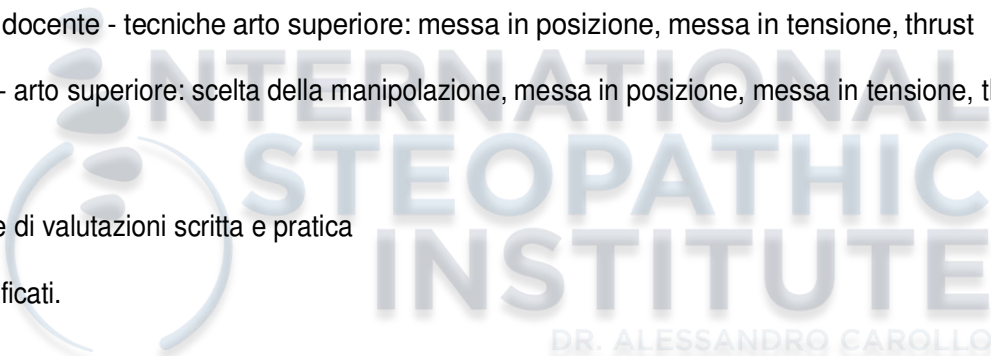 docente - tecniche arto superiore: messa in posizione, messa in tensione, thrust
- arto superiore: scelta della manipolazione, messa in posizione, messa in tensione, t
INTERNATIONAL
STEOPATHIC
e di valutazioni scritta e pratica
INSTITUTE
ficati.
DR. ALESSANDRO CAROLLO